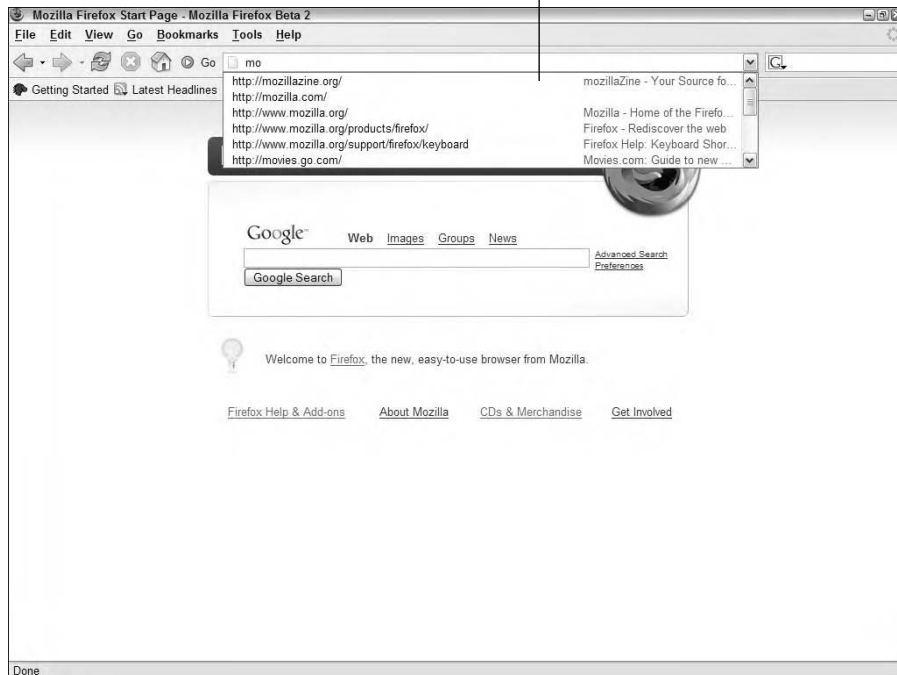 Mozilla Firefox Start Page - Mozilla Firefox Beta 2
File Edit View Go Bookmarks Tools Help
Go mo G
Getting Started Latest Headlines
http://mozillazine.org/ mozillaZine - Your Source fo...
http://mozilla.com/
http://www.mozilla.org/ Mozilla - Home of the Firefo...
http://www.mozilla.org/products/firefox/ Firefox - Rediscover the web
http://www.mozilla.org/support/firefox/keyboard Firefox Help: Keyboard Shor...
http://movies.go.com/ Movies.com: Guide to new ...
Google™ Web Images Groups News
Advanced Search
Preferences
Google Search
Welcome to Firefox, the new, easy-to-use browser from Mozilla.
Firefox Help & Add-ons About Mozilla CDs & Merchandise Get Involved
Done